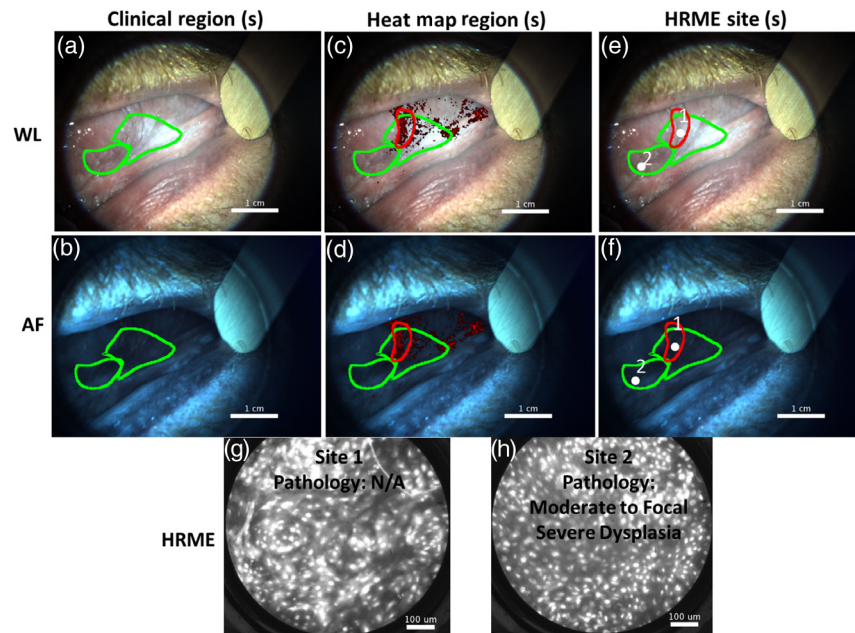 Clinical region (s)
Heat map region (s)
HRME site (s)
WL
(a)
1 cm
(c)
1 cm
(e)
1
2
1 cm
AF
(b)
1 cm
(d)
1 cm
(f)
1
2
1 cm
HRME
(g)
Site 1
Pathology: N/A
100 um
(h)
Site 2
Pathology:
Moderate to Focal
Severe Dysplasia
100 um